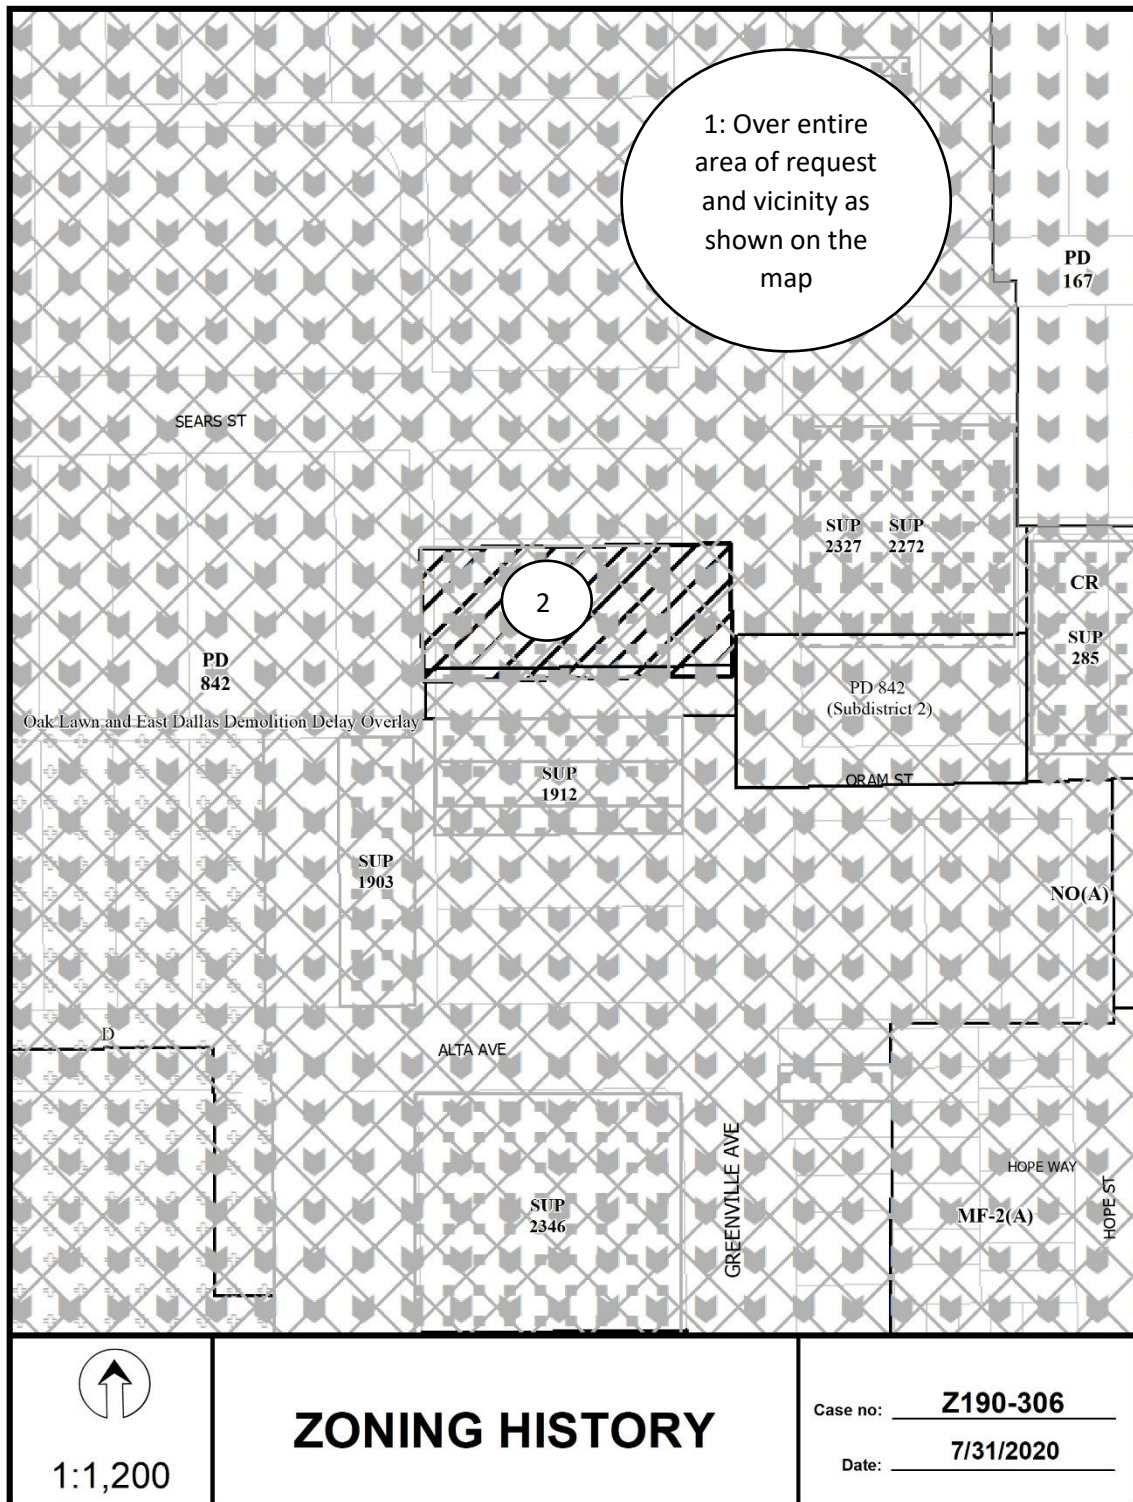 1: Over entire
area of request
and vicinity as
shown on the
map
PD
167
SEARS ST
SUP
2327
SUP
2272
CR
2
SUP
285
PD
842
PD 842
(Subdistrict 2)
Oak Lawn and East Dallas Demolition Delay Overlay
SUP
1912
ORAM ST
SUP
1903
NO(A)
D
ALTA AVE
GREENVILLE AVE
HOPE WAY
HOPE ST
SUP
2346
MF-2(A)
1:1,200
ZONING HISTORY
Case no: Z190-306
Date: 7/31/2020